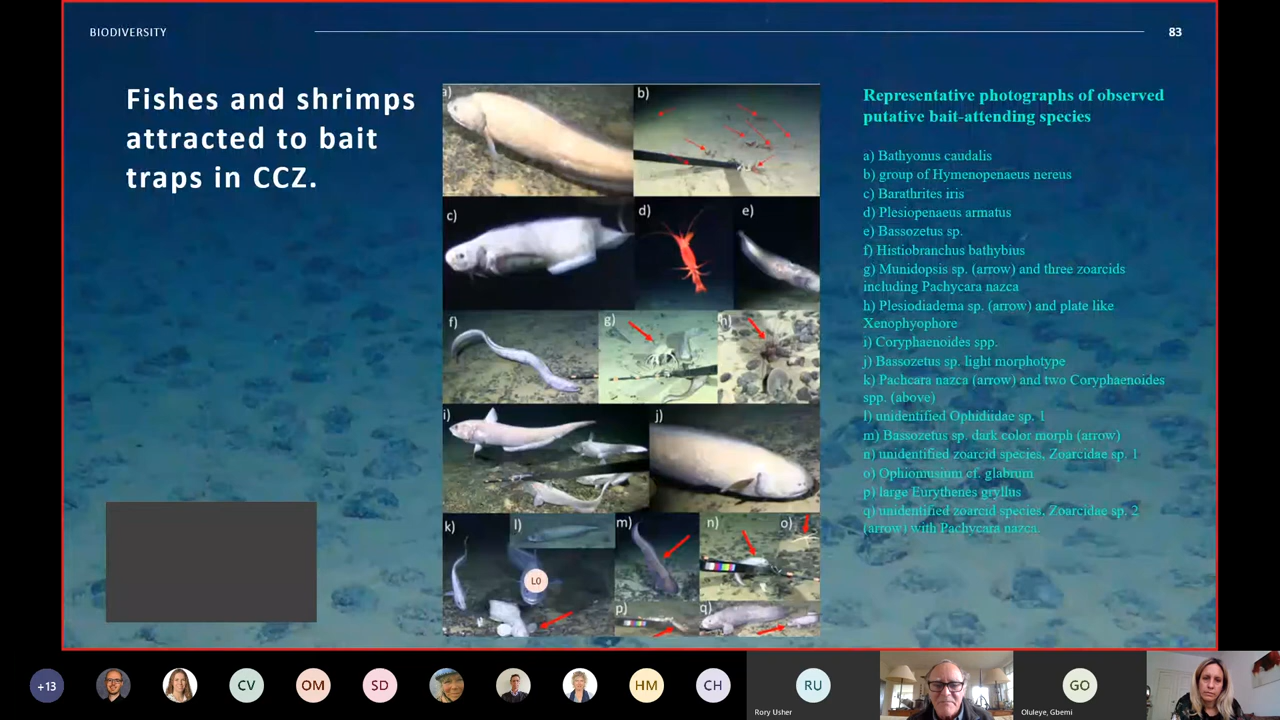 BIODIVERSITY
83
Fishes and shrimps
attracted to bait
traps in CCZ.
a)
b)
c)
d)
e)
f)
g)
h)
i)
j)
k)
l)
m)
n)
o)
p)
q)
LO
Representative photographs of observed
putative bait-attending species
a) Bathyonus caudalis
b) group of Hymenopenaeus nereus
c) Barathrites iris
d) Plesiopenaeus armatus
e) Bassozetus sp.
f) Histiobranchus bathybius
g) Munidopsis sp. (arrow) and three zoarcids
including Pachycara nazca
h) Plesiodiadema sp. (arrow) and plate like
Xenophyophore
i) Coryphaenoides spp.
j) Bassozetus sp. light morphotype
k) Pachcara nazca (arrow) and two Coryphaenoides
spp. (above)
l) unidentified Ophidiidae sp. 1
m) Bassozetus sp. dark color morph (arrow)
n) unidentified zoarcid species, Zoarcidae sp. 1
o) Ophiomusium cf. glabrum
p) large Eurythenes gryllus
q) unidentified zoarcid species, Zoarcidae sp. 2
(arrow) with Pachycara nazca.
+13
CV
OM
SD
HM
CH
RU
Rory Usher
GO
Oluleye, Gbemi